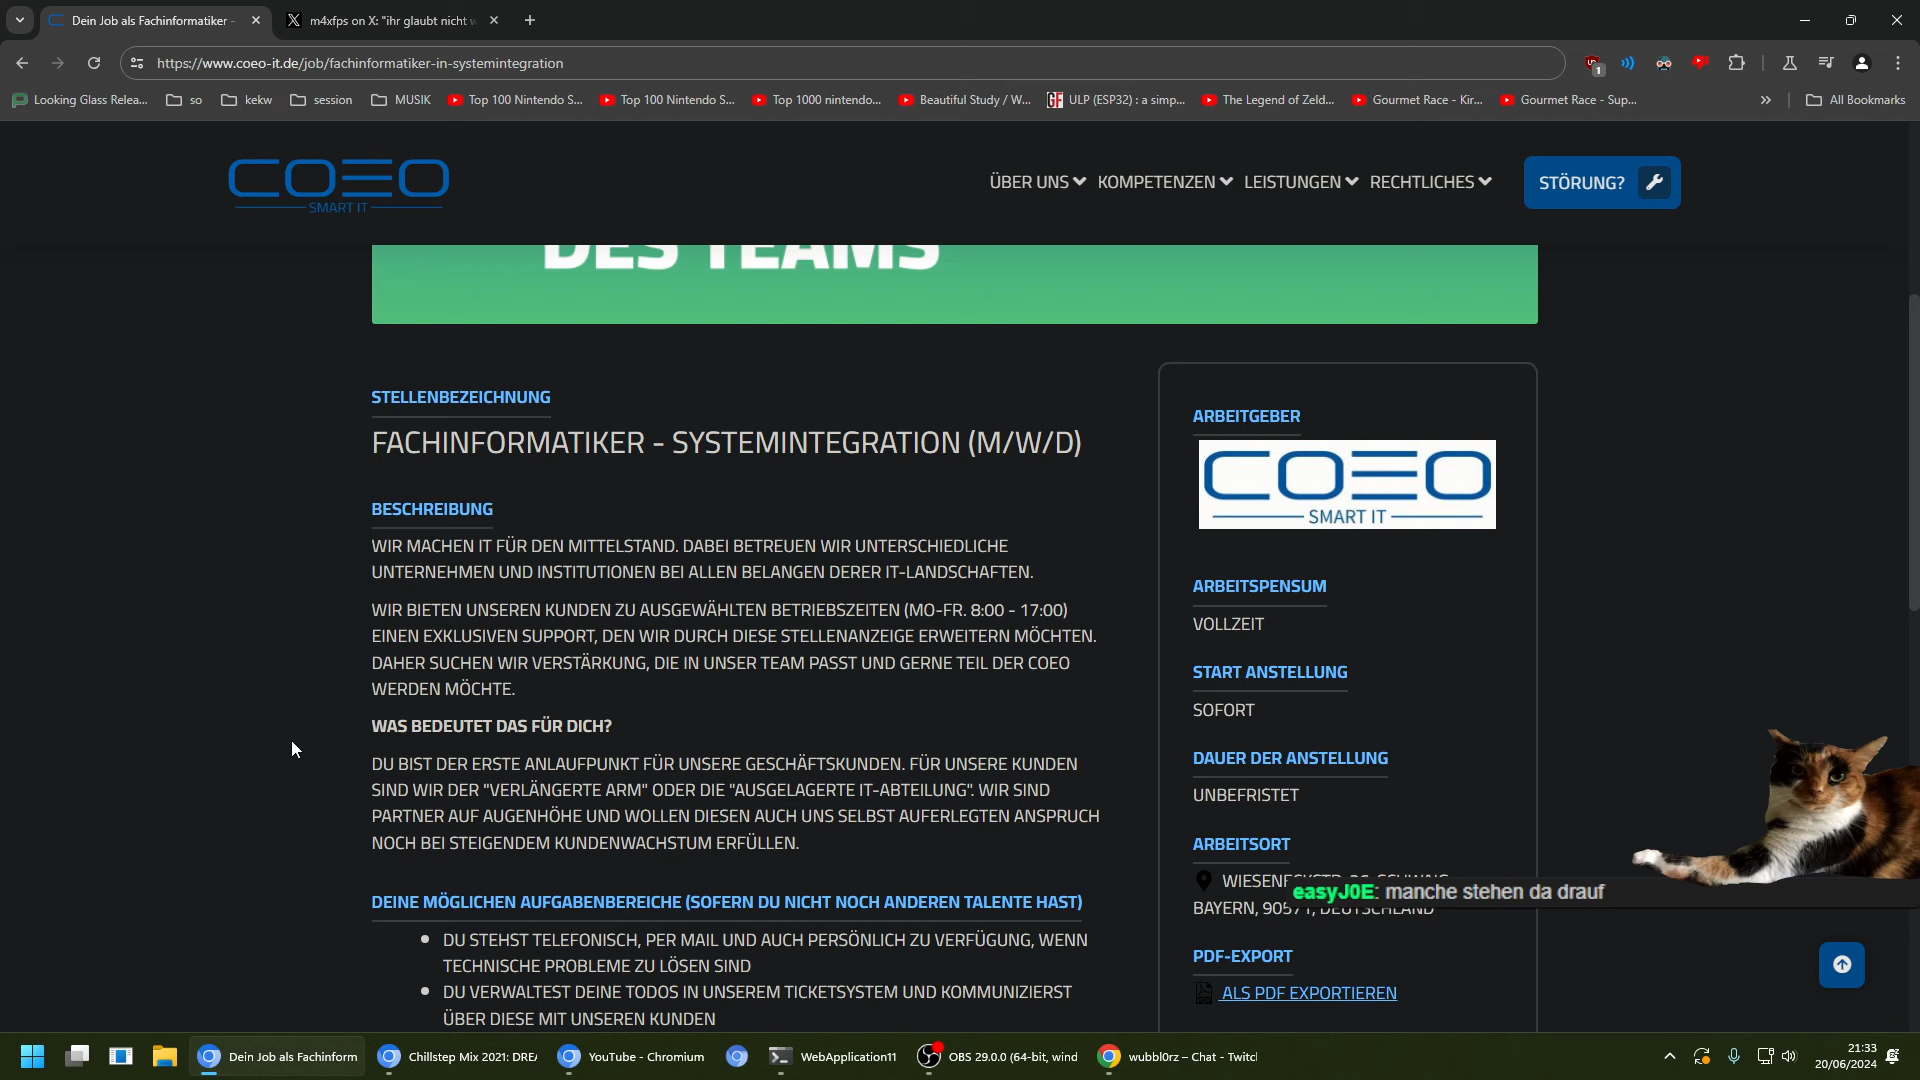 Dein Job als Fachinformatiker -
m4xfps on X: "ihr glaubt nicht w
https://www.coeo-it.de/job/fachinformatiker-in-systemintegration
1
Looking Glass Relea...
so
kekw
session
MUSIK
Top 100 Nintendo S...
Top 100 Nintendo S...
Top 1000 nintendo...
Beautiful Study / W...
GF
ULP (ESP32) : a simp...
The Legend of Zeld...
Gourmet Race - Kir...
Gourmet Race - Sup...
All Bookmarks
COEO
SMART IT
ÜBER UNS
KOMPETENZEN
LEISTUNGEN
RECHTLICHES
STÖRUNG?
DES TEAMS
STELLENBEZEICHNUNG
FACHINFORMATIKER - SYSTEMINTEGRATION (M/W/D)
BESCHREIBUNG
WIR MACHEN IT FÜR DEN MITTELSTAND. DABEI BETREUEN WIR UNTERSCHIEDLICHE
UNTERNEHMEN UND INSTITUTIONEN BEI ALLEN BELANGEN DERER IT-LANDSCHAFTEN.
WIR BIETEN UNSEREN KUNDEN ZU AUSGEWÄHLTEN BETRIEBSZEITEN (MO-FR. 8:00 - 17:00)
EINEN EXKLUSIVEN SUPPORT, DEN WIR DURCH DIESE STELLENANZEIGE ERWEITERN MÖCHTEN.
DAHER SUCHEN WIR VERSTÄRKUNG, DIE IN UNSER TEAM PASST UND GERNE TEIL DER COEO
WERDEN MÖCHTE.
WAS BEDEUTET DAS FÜR DICH?
DU BIST DER ERSTE ANLAUFPUNKT FÜR UNSERE GESCHÄFTSKUNDEN. FÜR UNSERE KUNDEN
SIND WIR DER "VERLÄNGERTE ARM" ODER DIE "AUSGELAGERTE IT-ABTEILUNG". WIR SIND
PARTNER AUF AUGENHÖHE UND WOLLEN DIESEN AUCH UNS SELBST AUFERLEGTEN ANSPRUCH
NOCH BEI STEIGENDEM KUNDENWACHSTUM ERFÜLLEN.
DEINE MÖGLICHEN AUFGABENBEREICHE (SOFERN DU NICHT NOCH ANDEREN TALENTE HAST)
DU STEHST TELEFONISCH, PER MAIL UND AUCH PERSÖNLICH ZU VERFÜGUNG, WENN
TECHNISCHE PROBLEME ZU LÖSEN SIND
DU VERWALTEST DEINE TODOS IN UNSEREM TICKETSYSTEM UND KOMMUNIZIERST
ÜBER DIESE MIT UNSEREN KUNDEN
ARBEITGEBER
COEO
SMART IT
ARBEITSPENSUM
VOLLZEIT
START ANSTELLUNG
SOFORT
DAUER DER ANSTELLUNG
UNBEFRISTET
ARBEITSORT
easyJ0E: manche stehen da drauf
BAYERN, DEUTSCHLAND
PDF-EXPORT
ALS PDF EXPORTIEREN
Dein Job als Fachinform
Chillstep Mix 2021: DREA
YouTube - Chromium
WebApplication11
OBS 29.0.0 (64-bit, wind
wubbl0rz – Chat - Twitcl
21:33
20/06/2024